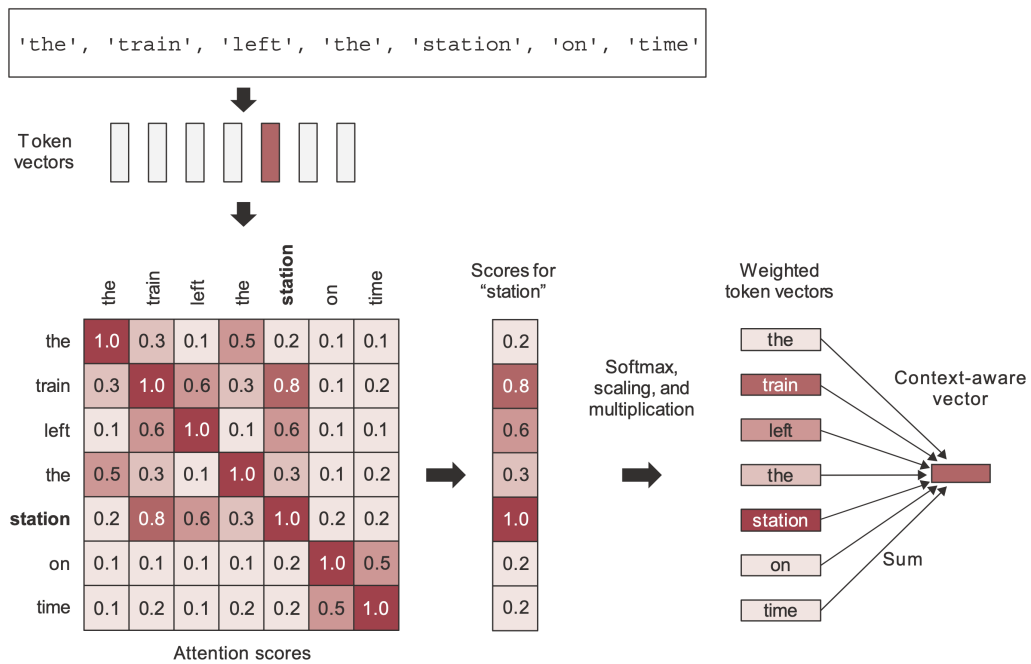 'the', 'train', 'left', 'the', 'station', 'on', 'time'
Token
vectors
the train left the station on time
the 1.0 0.3 0.1 0.5 0.2 0.1 0.1
train 0.3 1.0 0.6 0.3 0.8 0.1 0.2
left 0.1 0.6 1.0 0.1 0.6 0.1 0.1
the 0.5 0.3 0.1 1.0 0.3 0.1 0.2
station 0.2 0.8 0.6 0.3 1.0 0.2 0.2
on 0.1 0.1 0.1 0.1 0.2 1.0 0.5
time 0.1 0.2 0.1 0.2 0.2 0.5 1.0
Attention scores
Scores for
“station”
0.2
0.8
0.6
0.3
1.0
0.2
0.2
Softmax,
scaling, and
multiplication
Weighted
token vectors
the
train
left
the
station
on
time
Context-aware
vector
Sum